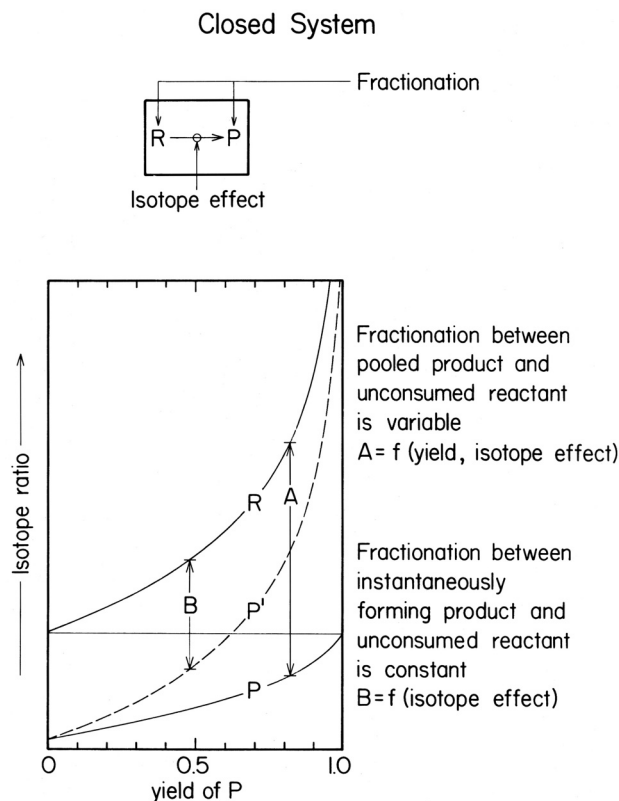 Closed System
Fractionation
R
P
Isotope effect
Isotope ratio
R
A
B
P'
P
0
0.5
1.0
yield of P
Fractionation between
pooled product and
unconsumed reactant
is variable
A = f (yield, isotope effect)
Fractionation between
instantaneously
forming product and
unconsumed reactant
is constant
B = f (isotope effect)